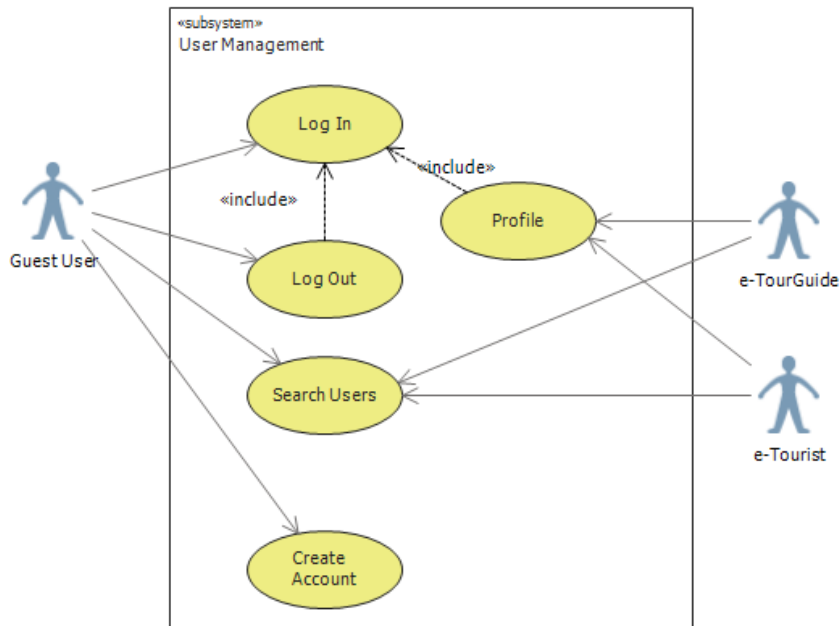 «subsystem»
User Management
Log In
«include»
«include»
Profile
Guest User
Log Out
e-TourGuide
Search Users
e-Tourist
Create
Account